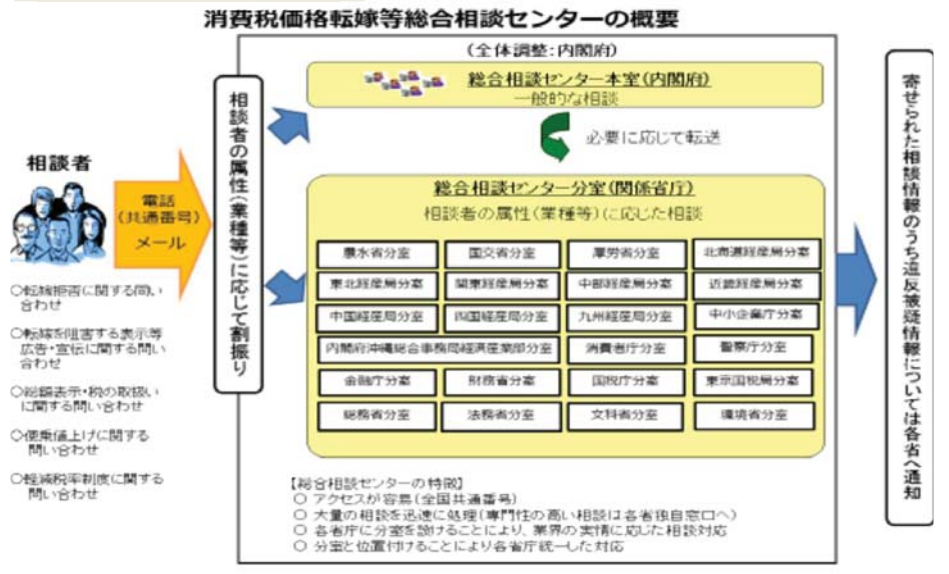 消費税価格転嫁等総合相談センターの概要
(全体調整:内閣府)
総合相談センター本室(内閣府)
一般的な相談
必要に応じて転送
相談者
電話
(共通番号)
メール
○転嫁拒否に関する問い
合わせ
○転嫁を阻害する表示等
広告・宣伝に関する問い
合わせ
○総額表示・税の取扱い
に関する問い合わせ
○便乗値上げに関する
問い合わせ
○軽減税率制度に関する
問い合わせ
相談者の属性(業種等)に応じて割振り
総合相談センター分室(関係省庁)
相談者の属性(業種等)に応じた相談
農水省分室 国交省分室 厚労省分室 北海道経産局分室
東北経産局分室 関東経産局分室 中部経産局分室 近畿経産局分室
中国経産局分室 四国経産局分室 九州経産局分室 中小企業庁分室
内閣府沖縄総合事務局経済産業部分室 消費者庁分室 警察庁分室
金融庁分室 財務省分室 国税庁分室 東京国税局分室
総務省分室 法務省分室 文科省分室 環境省分室
【総合相談センターの特徴】
○ アクセスが容易(全国共通番号)
○ 大量の相談を迅速に処理(専門性の高い相談は各省独自窓口へ)
○ 各省庁に分室を設けることにより、業界の実情に応じた相談対応
○ 分室と位置付けることにより各省庁統一した対応
寄せられた相談情報のうち違反被疑情報については各省へ通知